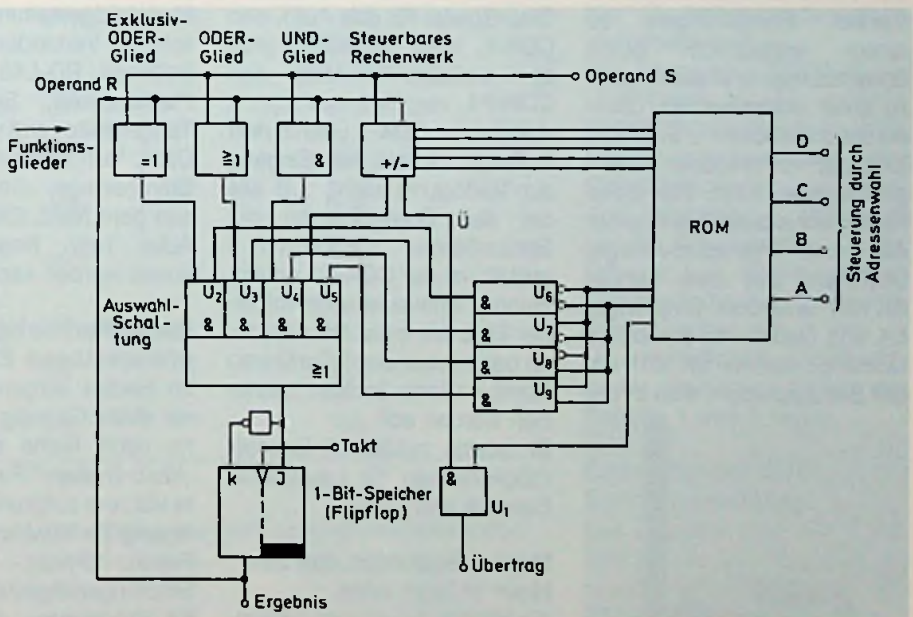 Exklusiv-
ODER-
Glied
ODER-
Glied
UND-
Glied
Steuerbares
Rechenwerk
Operand R
Operand S
Funktions-
glieder
=1
≧1
&
+/−
ROM
D
C
B
A
Steuerung durch
Adressenwahl
Ü
Auswahl-
Schal-
tung
U2
U3
U4
U5
&
&
&
&
≧1
&
U6
&
U7
&
U8
&
U9
Takt
k
V
J
1-Bit-Speicher
(Flipflop)
&
U1
Übertrag
Ergebnis